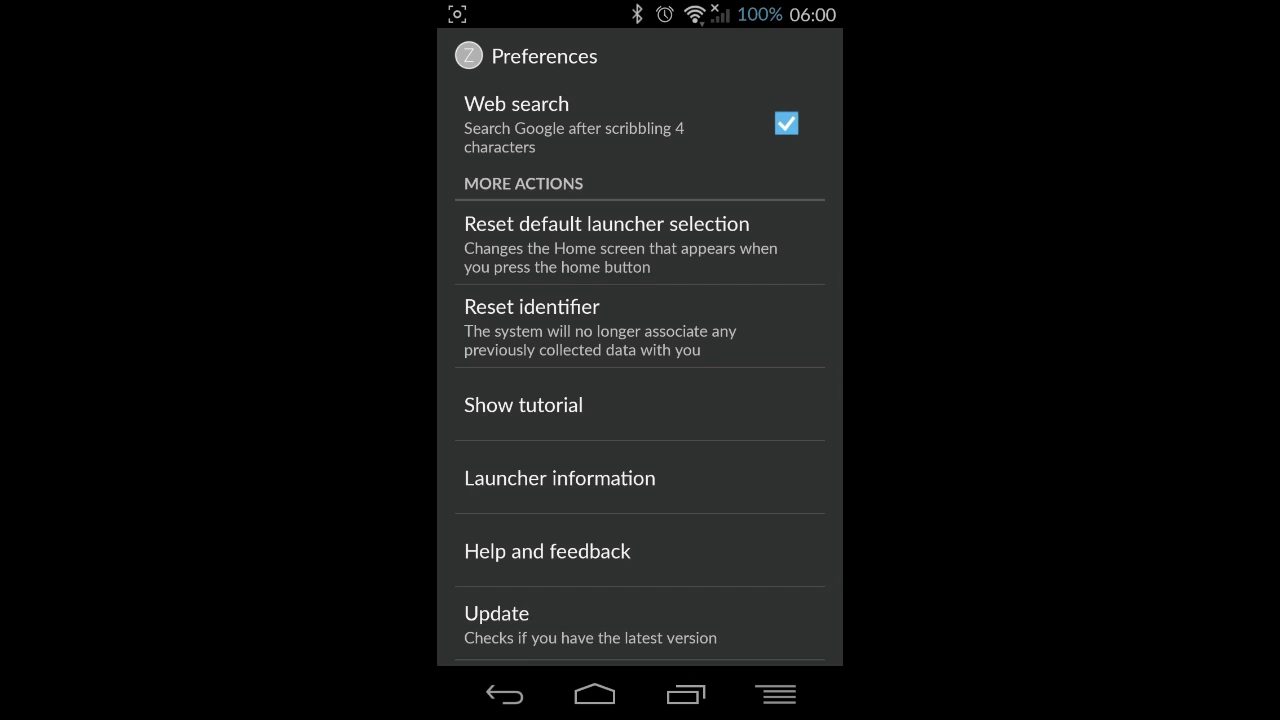 100% 06:00
Z Preferences
Web search
Search Google after scribbling 4
characters
MORE ACTIONS
Reset default launcher selection
Changes the Home screen that appears when
you press the home button
Reset identifier
The system will no longer associate any
previously collected data with you
Show tutorial
Launcher information
Help and feedback
Update
Checks if you have the latest version